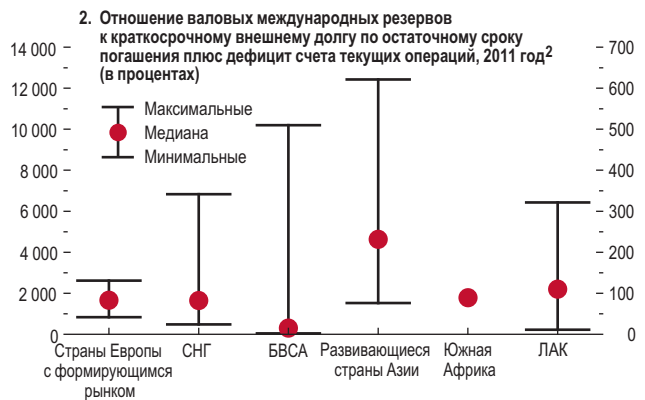 2. Отношение валовых международных резервов
к краткосрочному внешнему долгу по остаточному сроку
погашения плюс дефицит счета текущих операций, 2011 год2
(в процентах)
14 000
12 000
10 000
8 000
6 000
4 000
2 000
0
Максимальные
Медиана
Минимальные
700
600
500
400
300
200
100
0
Страны Европы
с формирующимся
рынком
СНГ
БВСА
Развивающиеся
страны Азии
Южная
Африка
ЛАК